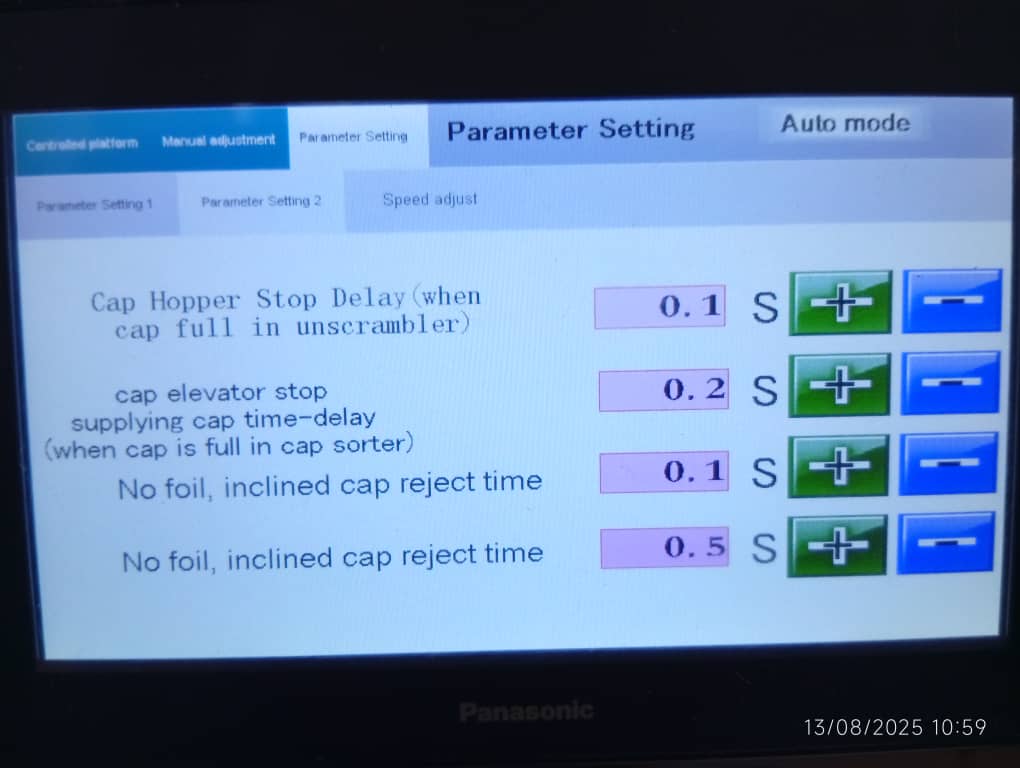 Controlled platform Manual adjustment Parameter Setting Parameter Setting Auto mode
Parameter Setting 1 Parameter Setting 2 Speed adjust
Cap Hopper Stop Delay(when
cap full in unscrambler)
0.1 S + −
cap elevator stop
supplying cap time-delay
(when cap is full in cap sorter)
0.2 S + −
No foil, inclined cap reject time 0.1 S + −
No foil, inclined cap reject time 0.5 S + −
Panasonic
13/08/2025 10:59